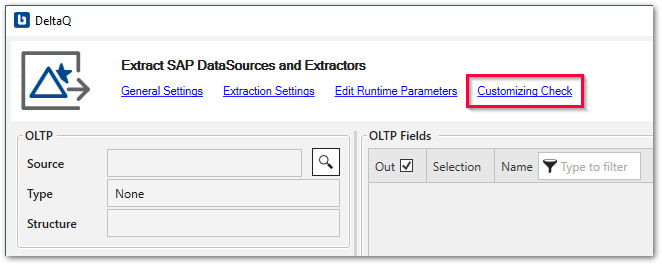 DeltaQ
Extract SAP DataSources and Extractors
General Settings Extraction Settings Edit Runtime Parameters Customizing Check
OLTP
Source
Type None
Structure
OLTP Fields
Out Selection Name Type to filter